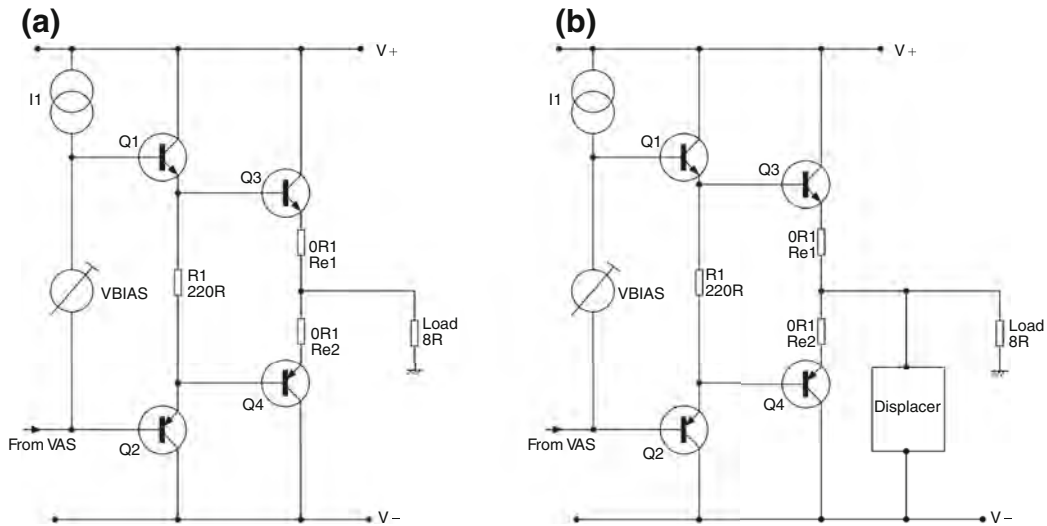 (a)
V+
I1
Q1
Q3
0R1
Re1
R1
220R
VBIAS
0R1
Re2
Load
8R
Q4
From VAS
Q2
V−
(b)
V+
I1
Q1
Q3
0R1
Re1
R1
220R
VBIAS
0R1
Re2
Load
8R
Q4
Displacer
From VAS
Q2
V−